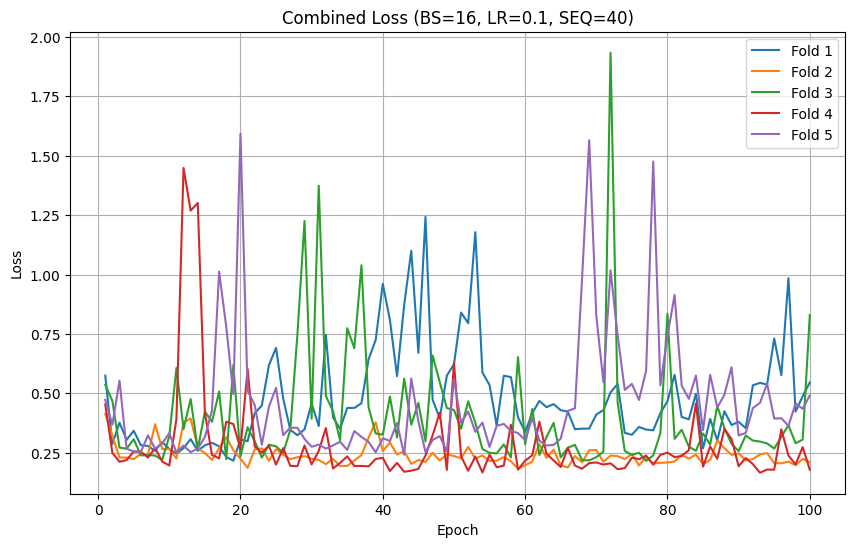 Combined Loss (BS=16, LR=0.1, SEQ=40)
2.00
1.75
1.50
1.25
1.00
0.75
0.50
0.25
Loss
Fold 1
Fold 2
Fold 3
Fold 4
Fold 5
0 20 40 60 80 100
Epoch